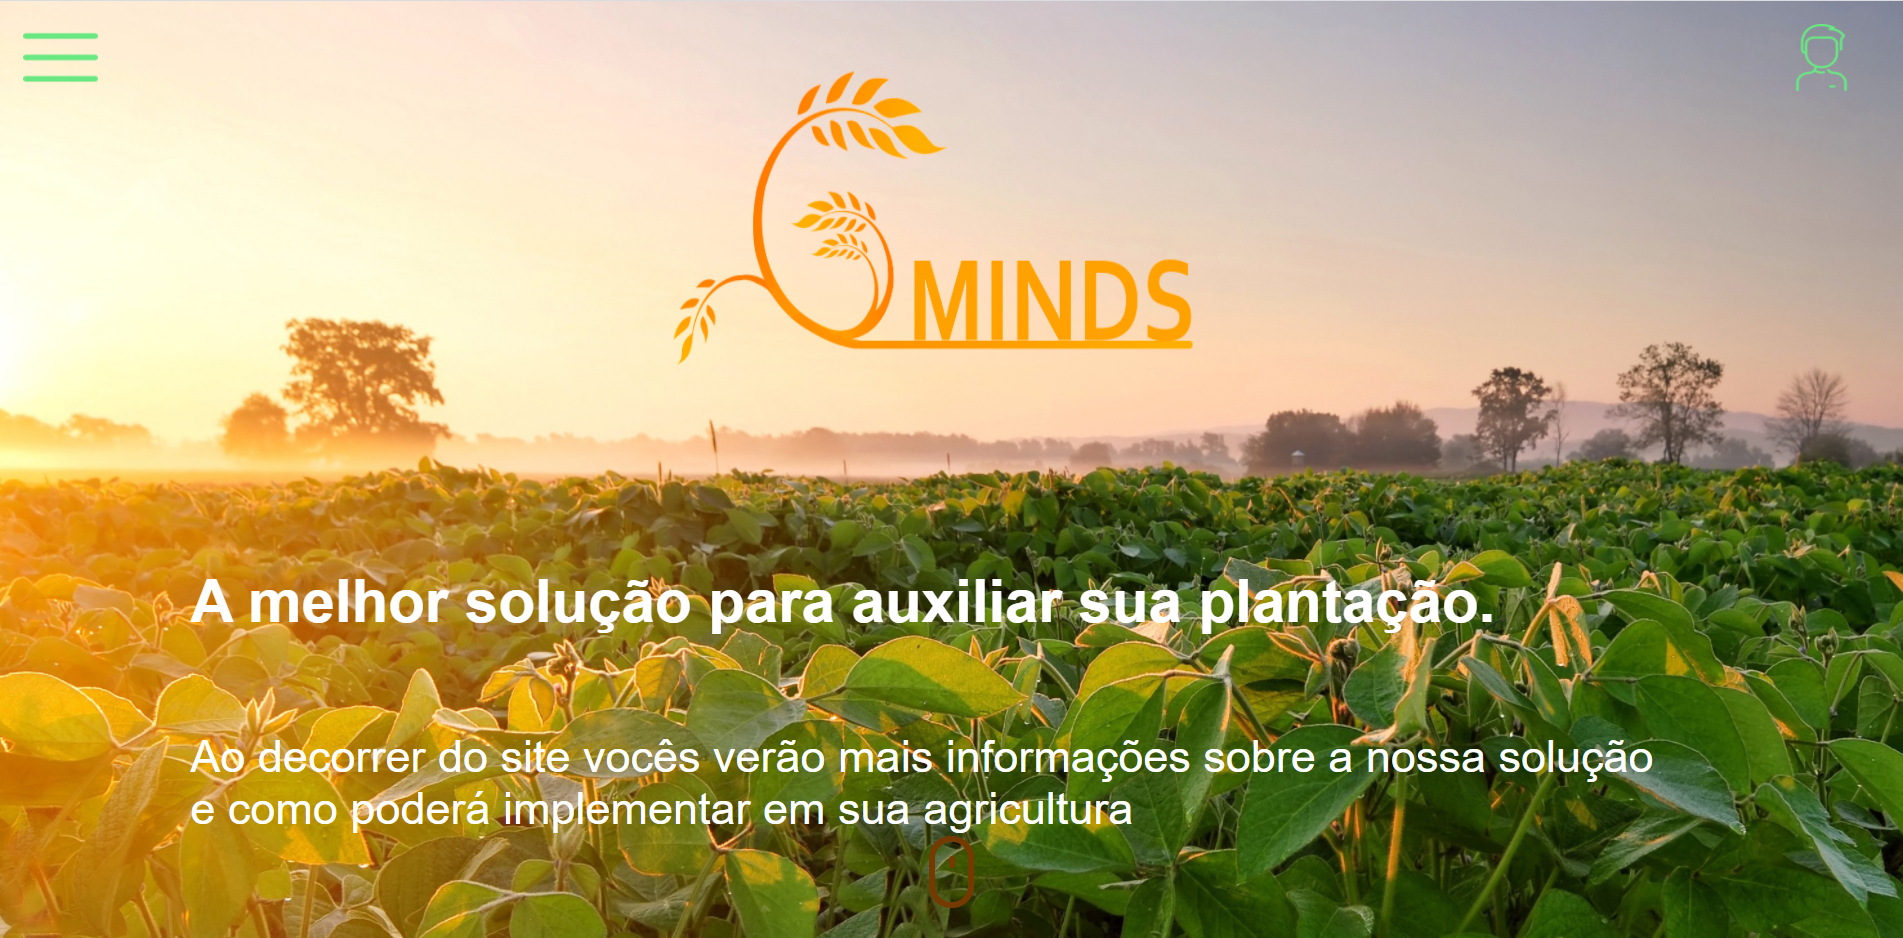 MINDS
A melhor solução para auxiliar sua plantação.
Ao decorrer do site vocês verão mais informações sobre a nossa solução
e como poderá implementar em sua agricultura